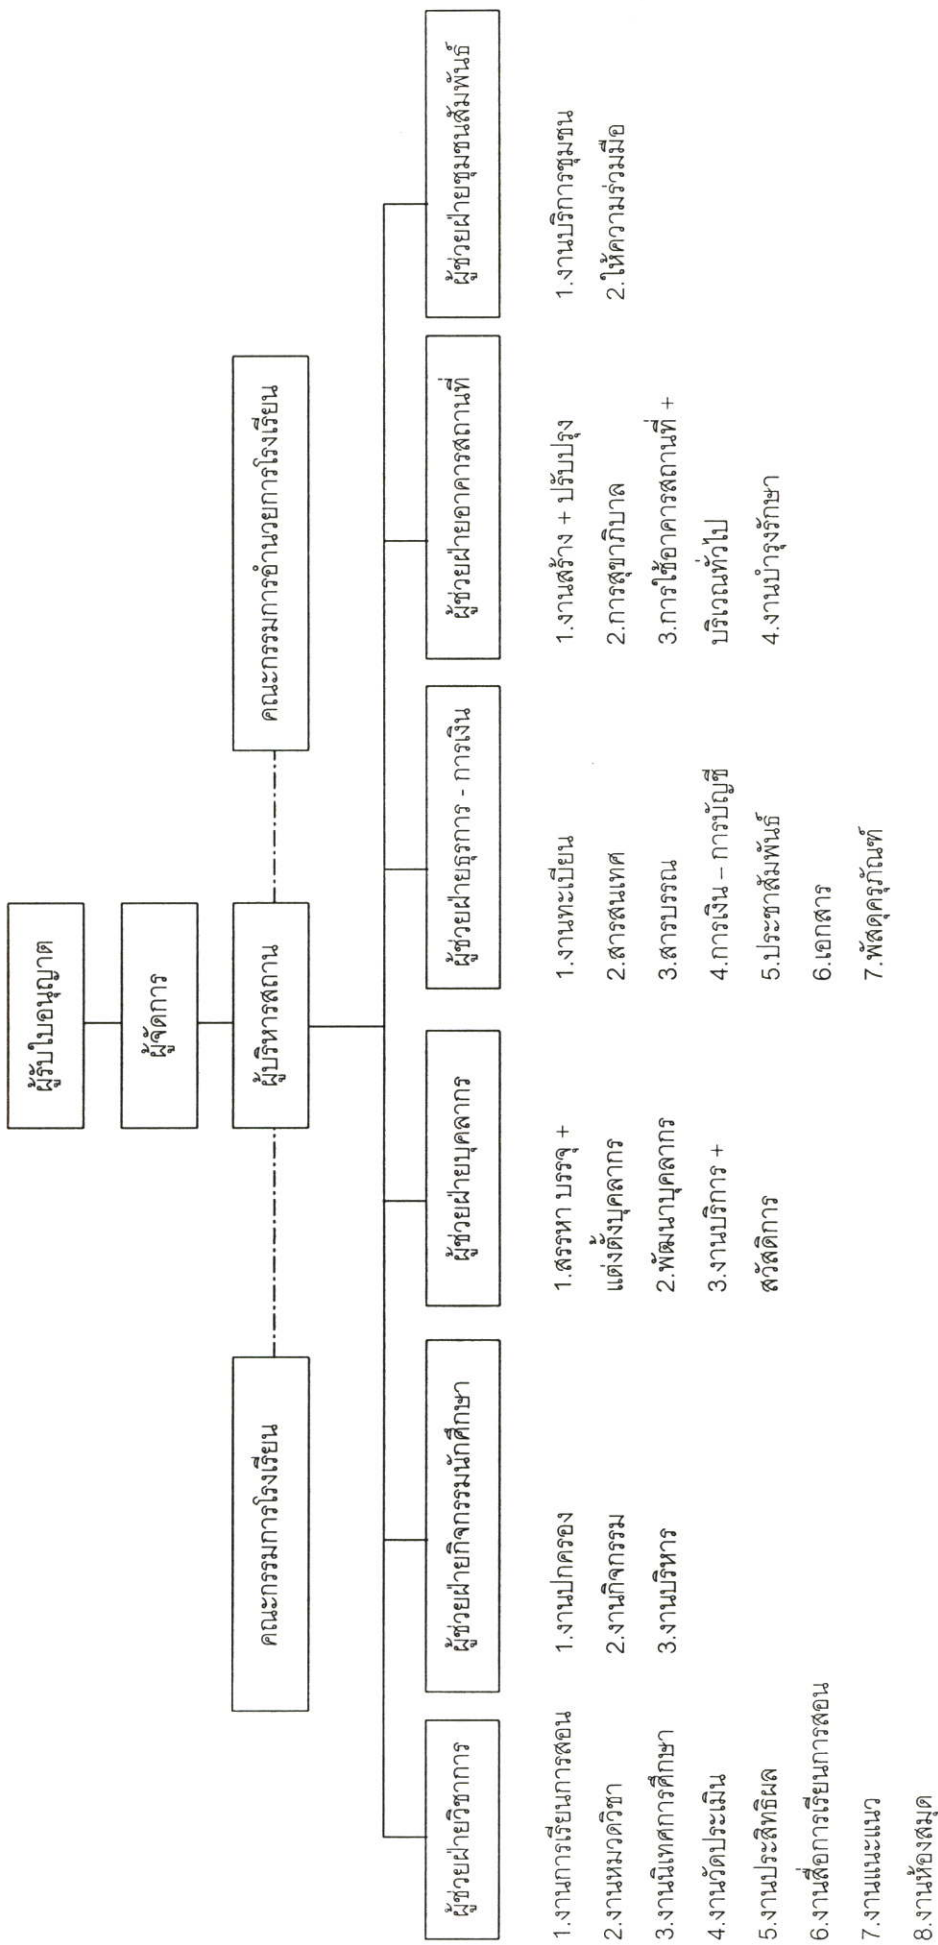 ผู้รับใบอนุญาต
ผู้จัดการ
คณะกรรมการโรงเรียน
ผู้บริหารสถาน
คณะกรรมการอำนวยการโรงเรียน
ผู้ช่วยฝ่ายวิชาการ
1.งานการเรียนการสอน
2.งานหมวดวิชา
3.งานนิเทศการศึกษา
4.งานวัดประเมิน
5.งานประสิทธิผล
6.งานสื่อการเรียนการสอน
7.งานแนะแนว
8.งานห้องสมุด
ผู้ช่วยฝ่ายกิจกรรมนักศึกษา
1.งานปกครอง
2.งานกิจกรรม
3.งานบริหาร
ผู้ช่วยฝ่ายบุคลากร
1.สรรหา บรรจุ +
แต่งตั้งบุคลากร
2.พัฒนาบุคลากร
3.งานบริการ +
สวัสดิการ
ผู้ช่วยฝ่ายธุรการ - การเงิน
1.งานทะเบียน
2.สารสนเทศ
3.สารบรรณ
4.การเงิน – การบัญชี
5.ประชาสัมพันธ์
6.เอกสาร
7.พัสดุครุภัณฑ์
ผู้ช่วยฝ่ายอาคารสถานที่
1.งานสร้าง + ปรับปรุง
2.การสุขาภิบาล
3.การใช้อาคารสถานที่ +
บริเวณทั่วไป
4.งานบำรุงรักษา
ผู้ช่วยฝ่ายชุมชนสัมพันธ์
1.งานบริการชุมชน
2.ให้ความร่วมมือ